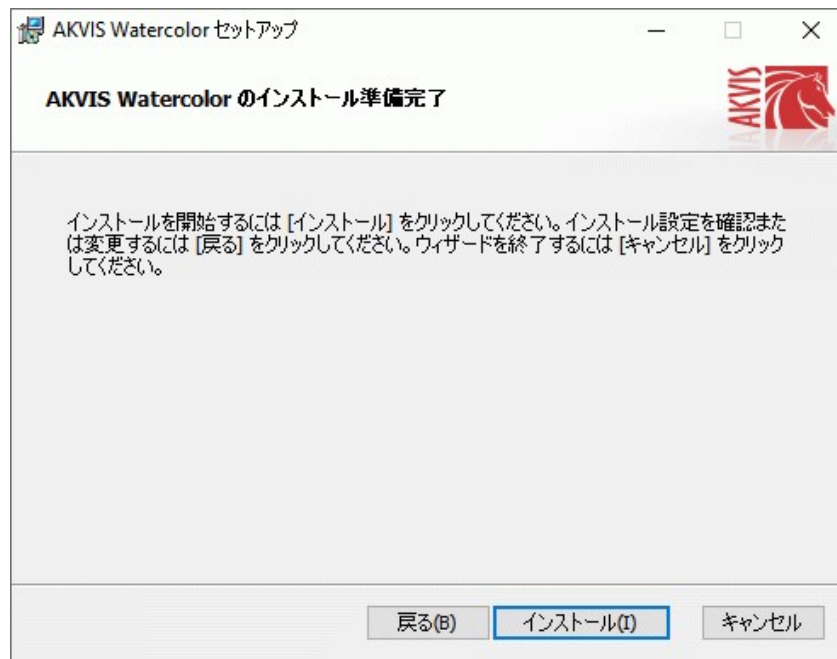 AKVIS Watercolor セットアップ
AKVIS Watercolor のインストール準備完了
AKVIS
インストールを開始するには [インストール] をクリックしてください。インストール設定を確認また
は変更するには [戻る] をクリックしてください。ウィザードを終了するには [キャンセル] をクリック
してください。
戻る(B)
インストール(I)
キャンセル